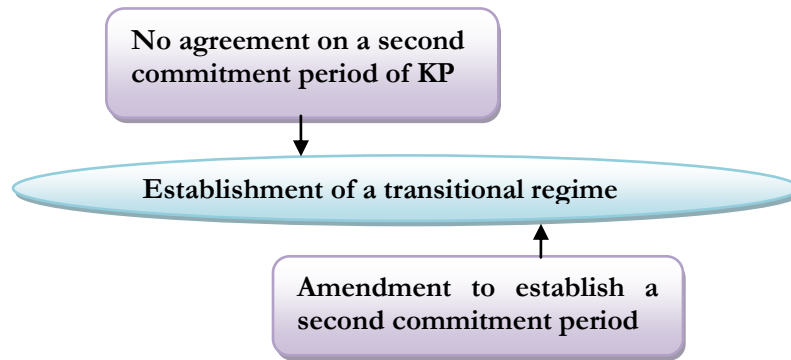 No agreement on a second
commitment period of KP
Establishment of a transitional regime
Amendment to establish a
second commitment period